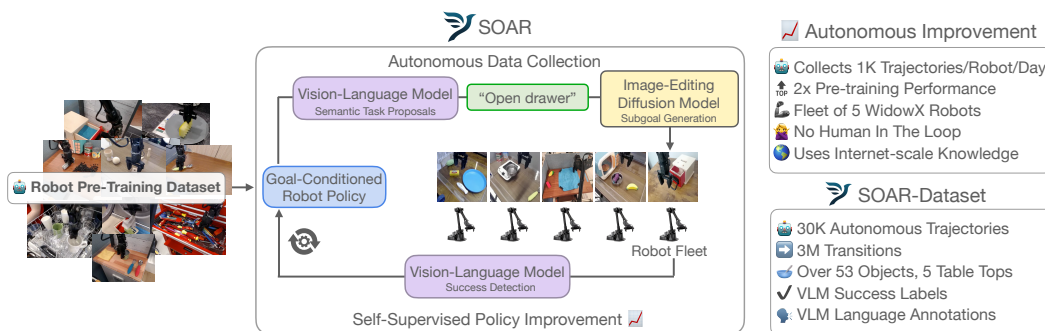 SOAR
Autonomous Data Collection
Vision-Language Model
Semantic Task Proposals
“Open drawer”
Image-Editing
Diffusion Model
Subgoal Generation
Robot Pre-Training Dataset
Goal-Conditioned
Robot Policy
Robot Fleet
Vision-Language Model
Success Detection
Self-Supervised Policy Improvement
Autonomous Improvement
Collects 1K Trajectories/Robot/Day
TOP
2x Pre-training Performance
Fleet of 5 WidowX Robots
No Human In The Loop
Uses Internet-scale Knowledge
SOAR-Dataset
30K Autonomous Trajectories
3M Transitions
Over 53 Objects, 5 Table Tops
VLM Success Labels
VLM Language Annotations